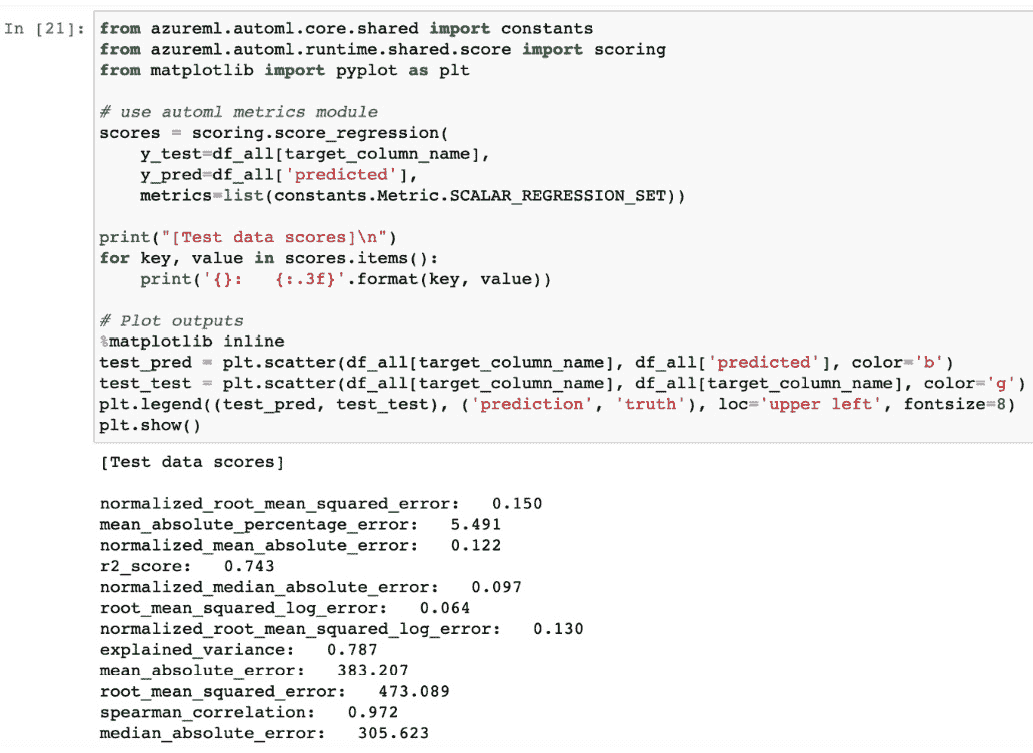 In [21]: from azureml.automl.core.shared import constants
from azureml.automl.runtime.shared.score import scoring
from matplotlib import pyplot as plt

# use automl metrics module
scores = scoring.score_regression(
    y_test=df_all[target_column_name],
    y_pred=df_all['predicted'],
    metrics=list(constants.Metric.SCALAR_REGRESSION_SET))

print("[Test data scores]\n")
for key, value in scores.items():
    print('{}:   {:.3f}'.format(key, value))

# Plot outputs
%matplotlib inline
test_pred = plt.scatter(df_all[target_column_name], df_all['predicted'], color='b')
test_test = plt.scatter(df_all[target_column_name], df_all[target_column_name], color='g')
plt.legend((test_pred, test_test), ('prediction', 'truth'), loc='upper left', fontsize=8)
plt.show()

[Test data scores]

normalized_root_mean_squared_error:   0.150
mean_absolute_percentage_error:   5.491
normalized_mean_absolute_error:   0.122
r2_score:   0.743
normalized_median_absolute_error:   0.097
root_mean_squared_log_error:   0.064
normalized_root_mean_squared_log_error:   0.130
explained_variance:   0.787
mean_absolute_error:   383.207
root_mean_squared_error:   473.089
spearman_correlation:   0.972
median_absolute_error:   305.623